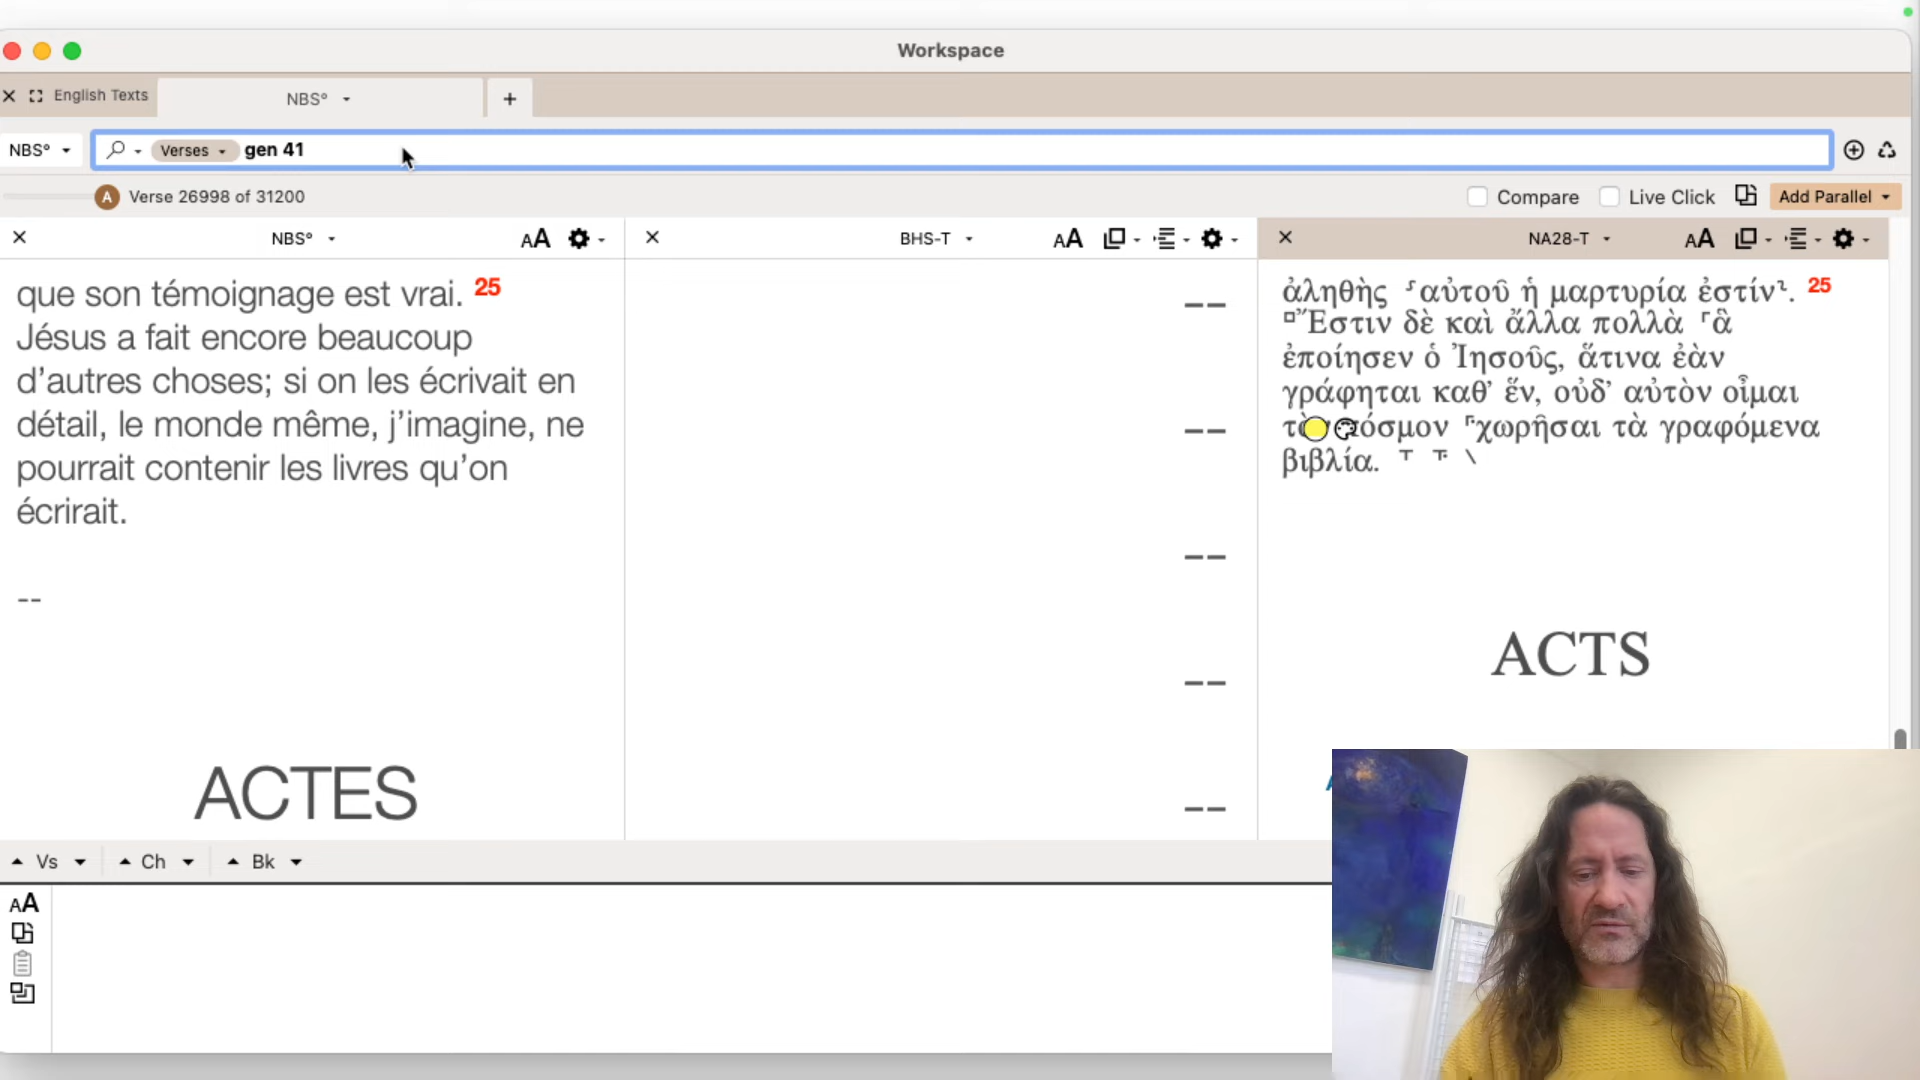 Workspace
English Texts
NBS°
+
NBS°
Verses gen 41
A Verse 26998 of 31200
Compare
Live Click
Add Parallel
NBS°
AA
BHS-T
AA
NA28-T
AA
que son témoignage est vrai. 25
Jésus a fait encore beaucoup
d’autres choses; si on les écrivait en
détail, le monde même, j’imagine, ne
pourrait contenir les livres qu’on
écrirait.
--
ACTES
--
--
--
--
--
ἀληθὴς ⸂αὐτοῦ ἡ μαρτυρία ἐστίν⸃. 25
⸋Ἔστιν δὲ καὶ ἄλλα πολλὰ ⸀ἃ
ἐποίησεν ὁ Ἰησοῦς, ἅτινα ἐὰν
γράφηται καθ’ ἕν, οὐδ’ αὐτὸν οἶμαι
κόσμον ⸁χωρῆσαι τὰ γραφόμενα
βιβλία. ⸆ ⸇ ⸌
ACTS
Vs
Ch
Bk
AA